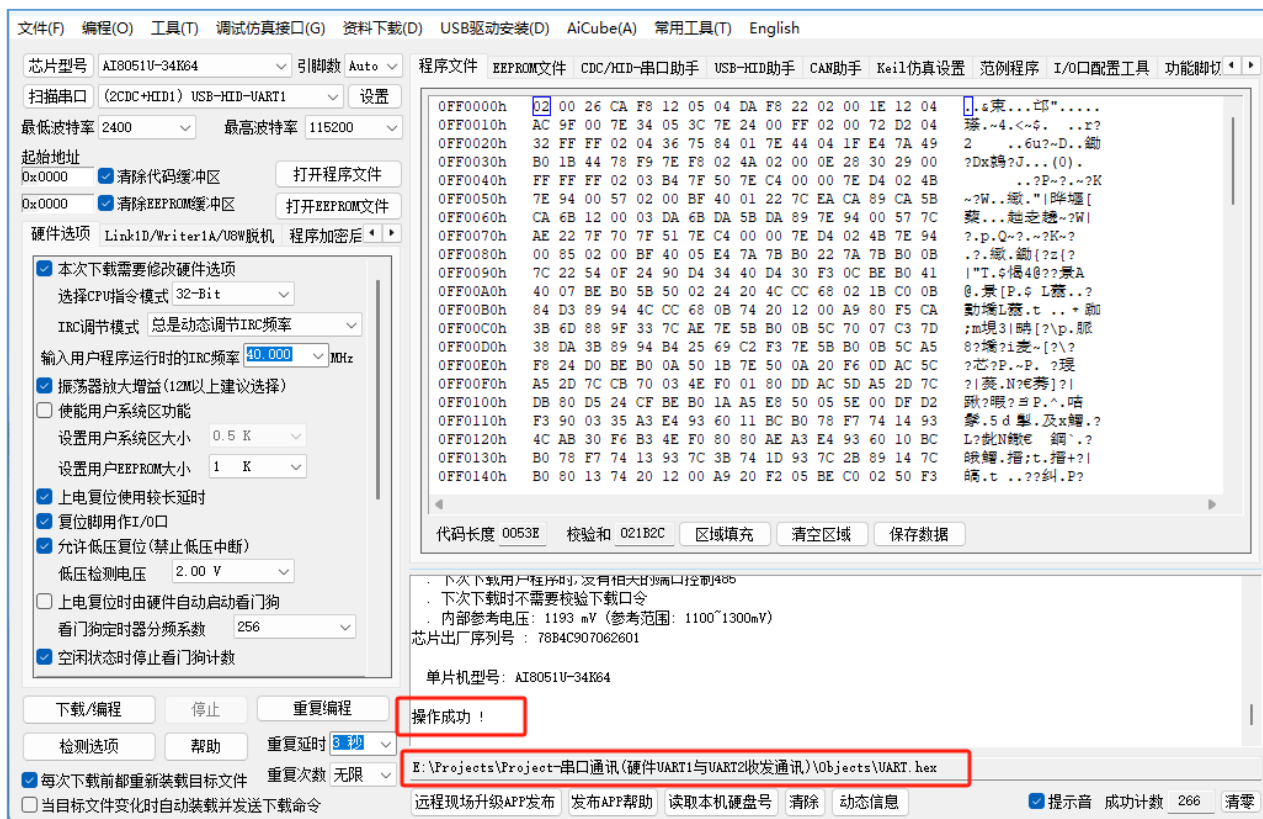 文件(F) 编程(O) 工具(T) 调试仿真接口(G) 资料下载(D) USB驱动安装(D) AiCube(A) 常用工具(T) English
芯片型号 AI8051U-34K64 引脚数 Auto
扫描串口 (2CDC+HID1) USB-HID-UART1 设置
最低波特率 2400 最高波特率 115200
起始地址
0x0000 清除代码缓冲区 打开程序文件
0x0000 清除EEPROM缓冲区 打开EEPROM文件
硬件选项 Link1D/Writer1A/U8W脱机 程序加密后
本次下载需要修改硬件选项
选择CPU指令模式 32-Bit
IRC调节模式 总是动态调节IRC频率
输入用户程序运行时的IRC频率 40.000 MHz
振荡器放大增益(12M以上建议选择)
使能用户系统区功能
设置用户系统区大小 0.5 K
设置用户EEPROM大小 1 K
上电复位使用较长延时
复位脚用作I/O口
允许低压复位(禁止低压中断)
低压检测电压 2.00 V
上电复位时由硬件自动启动看门狗
看门狗定时器分频系数 256
空闲状态时停止看门狗计数
下载/编程 停止 重复编程
检测选项 帮助 重复延时 3 秒
每次下载前都重新装载目标文件 重复次数 无限
当目标文件变化时自动装载并发送下载命令
程序文件 EEPROM文件 CDC/HID-串口助手 USB-HID助手 CAN助手 Keil仿真设置 范例程序 I/O口配置工具 功能脚切
0FF0000h 02 00 26 CA F8 12 05 04 DA F8 22 02 00 1E 12 04
0FF0010h AC 9F 00 7E 34 05 3C 7E 24 00 FF 02 00 72 D2 04
0FF0020h 32 FF FF 02 04 36 75 84 01 7E 44 04 1F E4 7A 49
0FF0030h B0 1B 44 78 F9 7E F8 02 4A 02 00 0E 28 30 29 00
0FF0040h FF FF FF 02 03 B4 7F 50 7E C4 00 00 7E D4 02 4B
0FF0050h 7E 94 00 57 02 00 BF 40 01 22 7C EA CA 89 CA 5B
0FF0060h CA 6B 12 00 03 DA 6B DA 5B DA 89 7E 94 00 57 7C
0FF0070h AE 22 7F 70 7F 51 7E C4 00 00 7E D4 02 4B 7E 94
0FF0080h 00 85 02 00 BF 40 05 E4 7A 7B B0 22 7A 7B B0 0B
0FF0090h 7C 22 54 0F 24 90 D4 34 40 D4 30 F3 0C BE B0 41
0FF00A0h 40 07 BE B0 5B 50 02 24 20 4C CC 68 02 1B C0 0B
0FF00B0h 84 D3 89 94 4C CC 68 0B 74 20 12 00 A9 80 F5 CA
0FF00C0h 3B 6D 88 9F 33 7C AE 7E 5B B0 0B 5C 70 07 C3 7D
0FF00D0h 38 DA 3B 89 94 B4 25 69 C2 F3 7E 5B B0 0B 5C A5
0FF00E0h F8 24 D0 BE B0 0A 50 1B 7E 50 0A 20 F6 0D AC 5C
0FF00F0h A5 2D 7C CB 70 03 4E F0 01 80 DD AC 5D A5 2D 7C
0FF0100h DB 80 D5 24 CF BE B0 1A A5 E8 50 05 5E 00 DF D2
0FF0110h F3 90 03 35 A3 E4 93 60 11 BC B0 78 F7 74 14 93
0FF0120h 4C AB 30 F6 B3 4E F0 80 80 AE A3 E4 93 60 10 BC
0FF0130h B0 78 F7 74 13 93 7C 3B 74 1D 93 7C 2B 89 14 7C
0FF0140h B0 80 13 74 20 12 00 A9 20 F2 05 BE C0 02 50 F3
代码长度 0053E 校验和 021B2C 区域填充 清空区域 保存数据
. 下次下载用户程序时,没有相关的端口控制485
. 下次下载时不需要校验下载口令
. 内部参考电压: 1193 mV (参考范围: 1100~1300mV)
芯片出厂序列号 : 78B4C907062601
单片机型号: AI8051U-34K64
操作成功 !
E:\Projects\Project-串口通讯(硬件UART1与UART2收发通讯)\Objects\UART.hex
远程现场升级APP发布 发布APP帮助 读取本机硬盘号 清除 动态信息 提示音 成功计数 266 清零